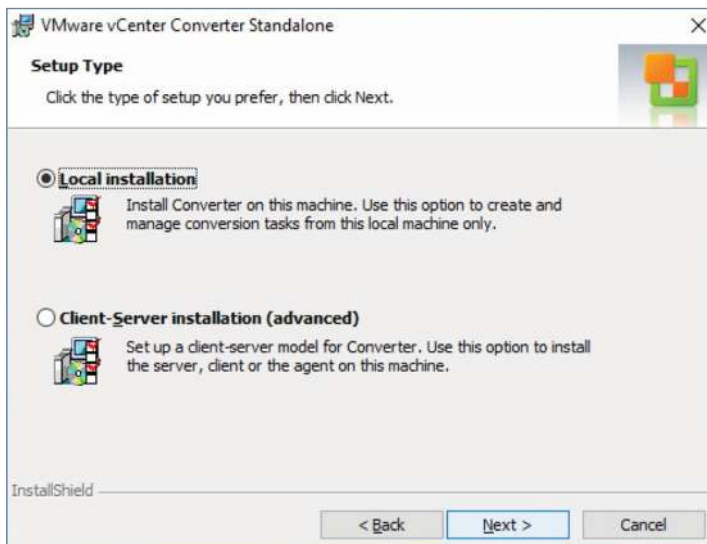 VMware vCenter Converter Standalone
Setup Type
Click the type of setup you prefer, then click Next.
Local installation
Install Converter on this machine. Use this option to create and
manage conversion tasks from this local machine only.
Client-Server installation (advanced)
Set up a client-server model for Converter. Use this option to install
the server, client or the agent on this machine.
InstallShield
< Back
Next >
Cancel